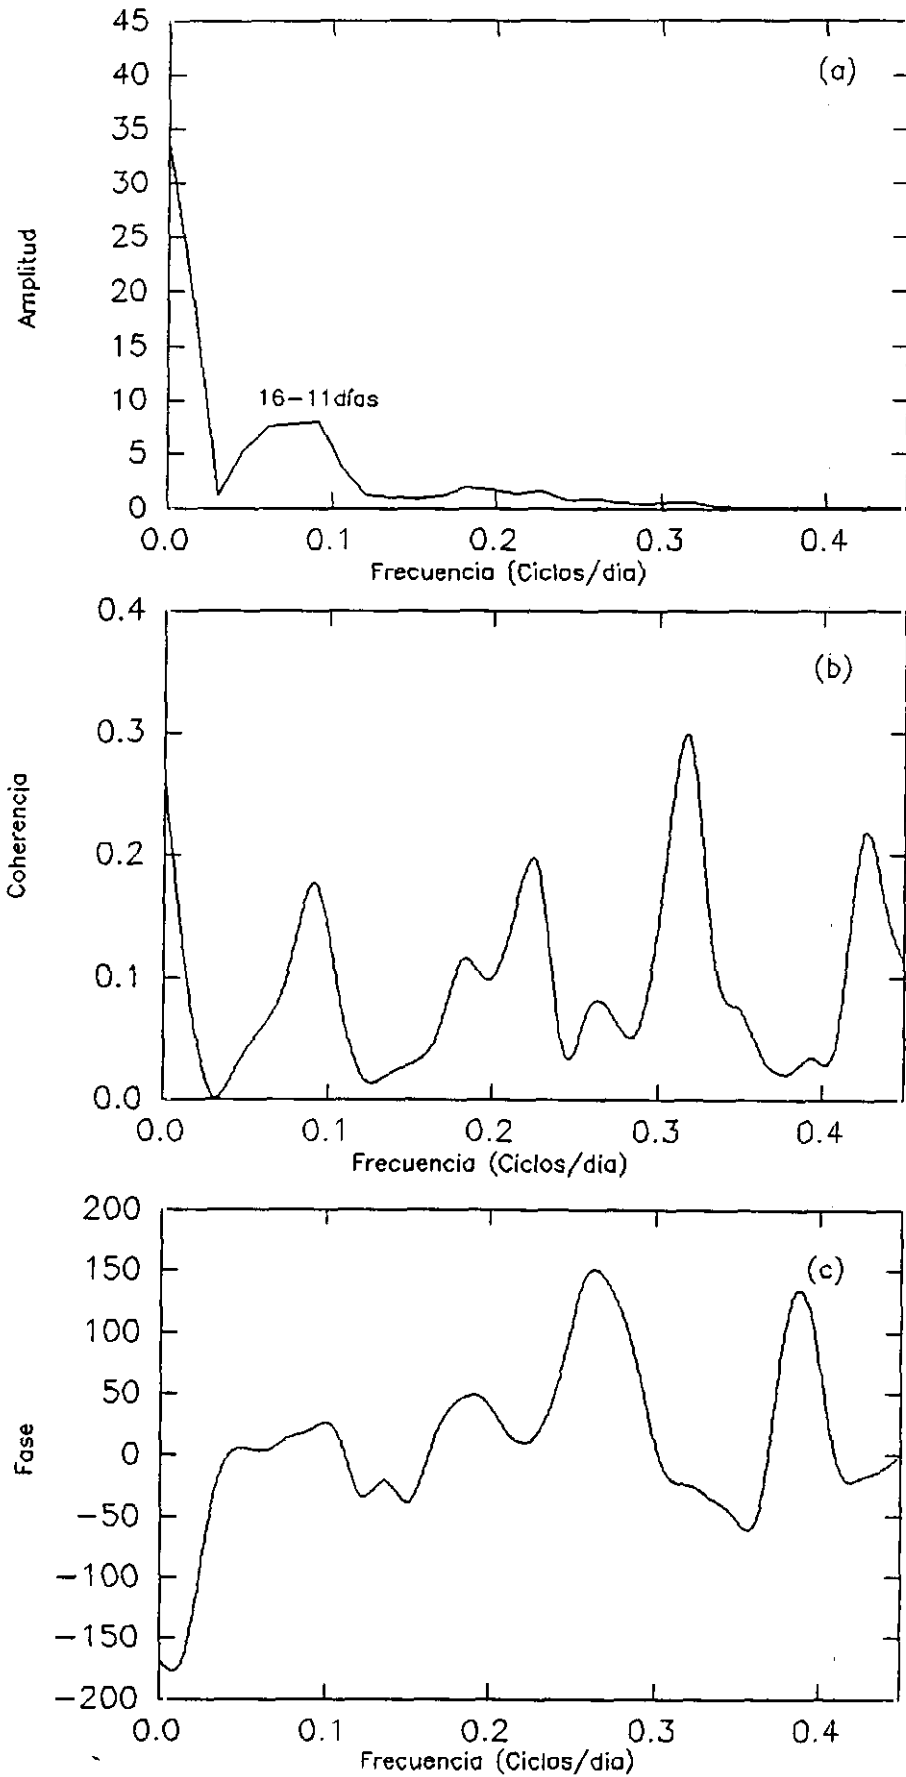 45
(a)
40
35
30
25
Amplitud
20
15
10
16-11días
5
0
0.0 0.1 0.2 0.3 0.4
Frecuencia (Ciclos/dia)
0.4
(b)
0.3
Coherencia
0.2
0.1
0.0
0.0 0.1 0.2 0.3 0.4
Frecuencia (Ciclos/dia)
200
150
(c)
100
50
Fase
0
-50
-100
-150
-200
0.0 0.1 0.2 0.3 0.4
Frecuencia (Ciclos/dia)